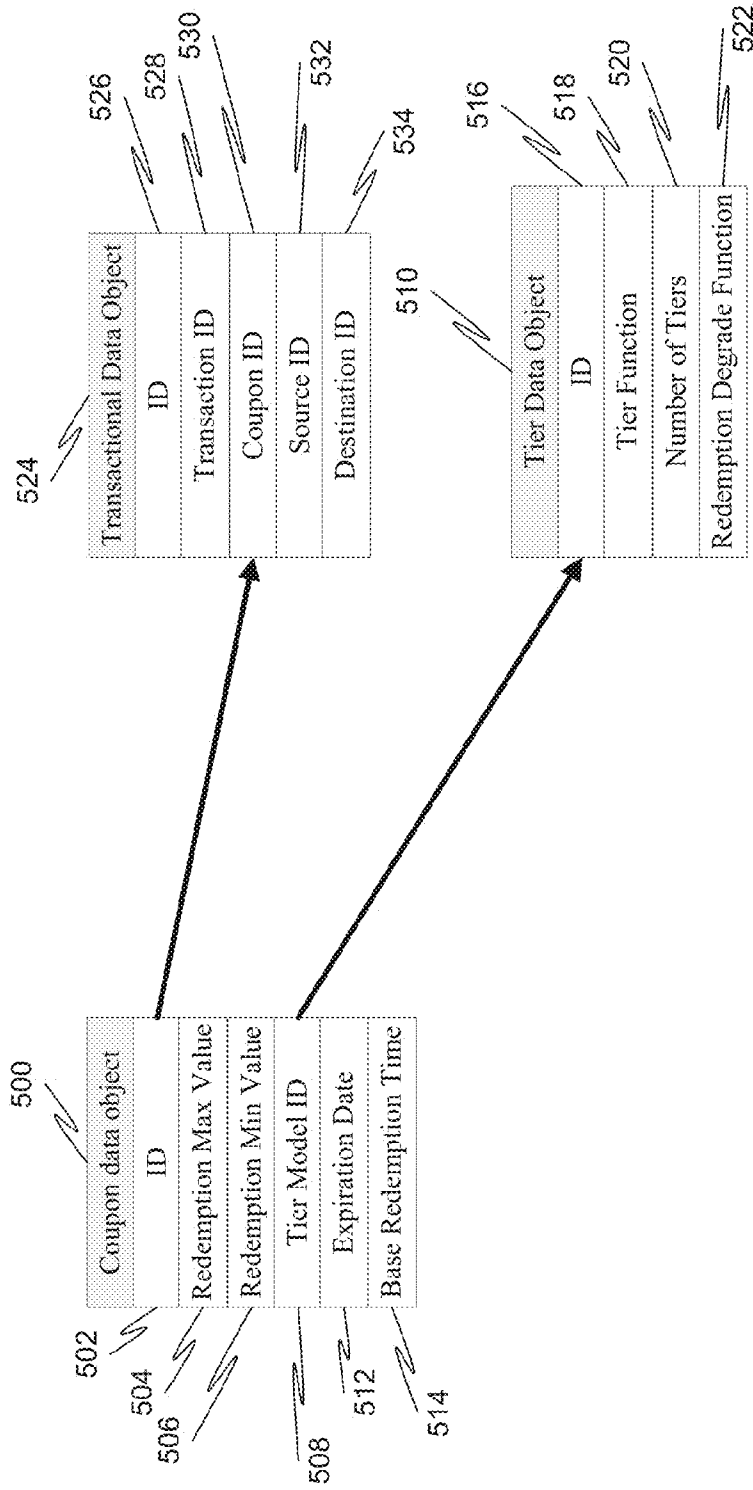 500
Coupon data object
502
ID
504
Redemption Max Value
506
Redemption Min Value
508
Tier Model ID
512
Expiration Date
514
Base Redemption Time
524
Transactional Data Object
ID
526
Transaction ID
528
Coupon ID
530
Source ID
532
Destination ID
534
510
Tier Data Object
ID
516
Tier Function
518
Number of Tiers
520
Redemption Degrade Function
522